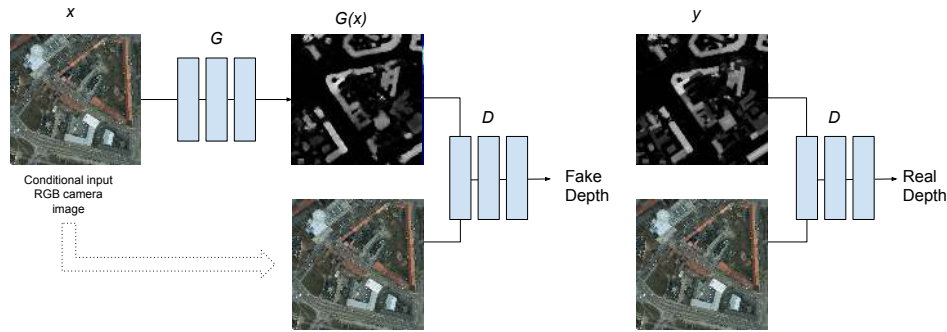 x
G
G(x)
y
D
D
Conditional input
RGB camera
image
Fake
Depth
Real
Depth